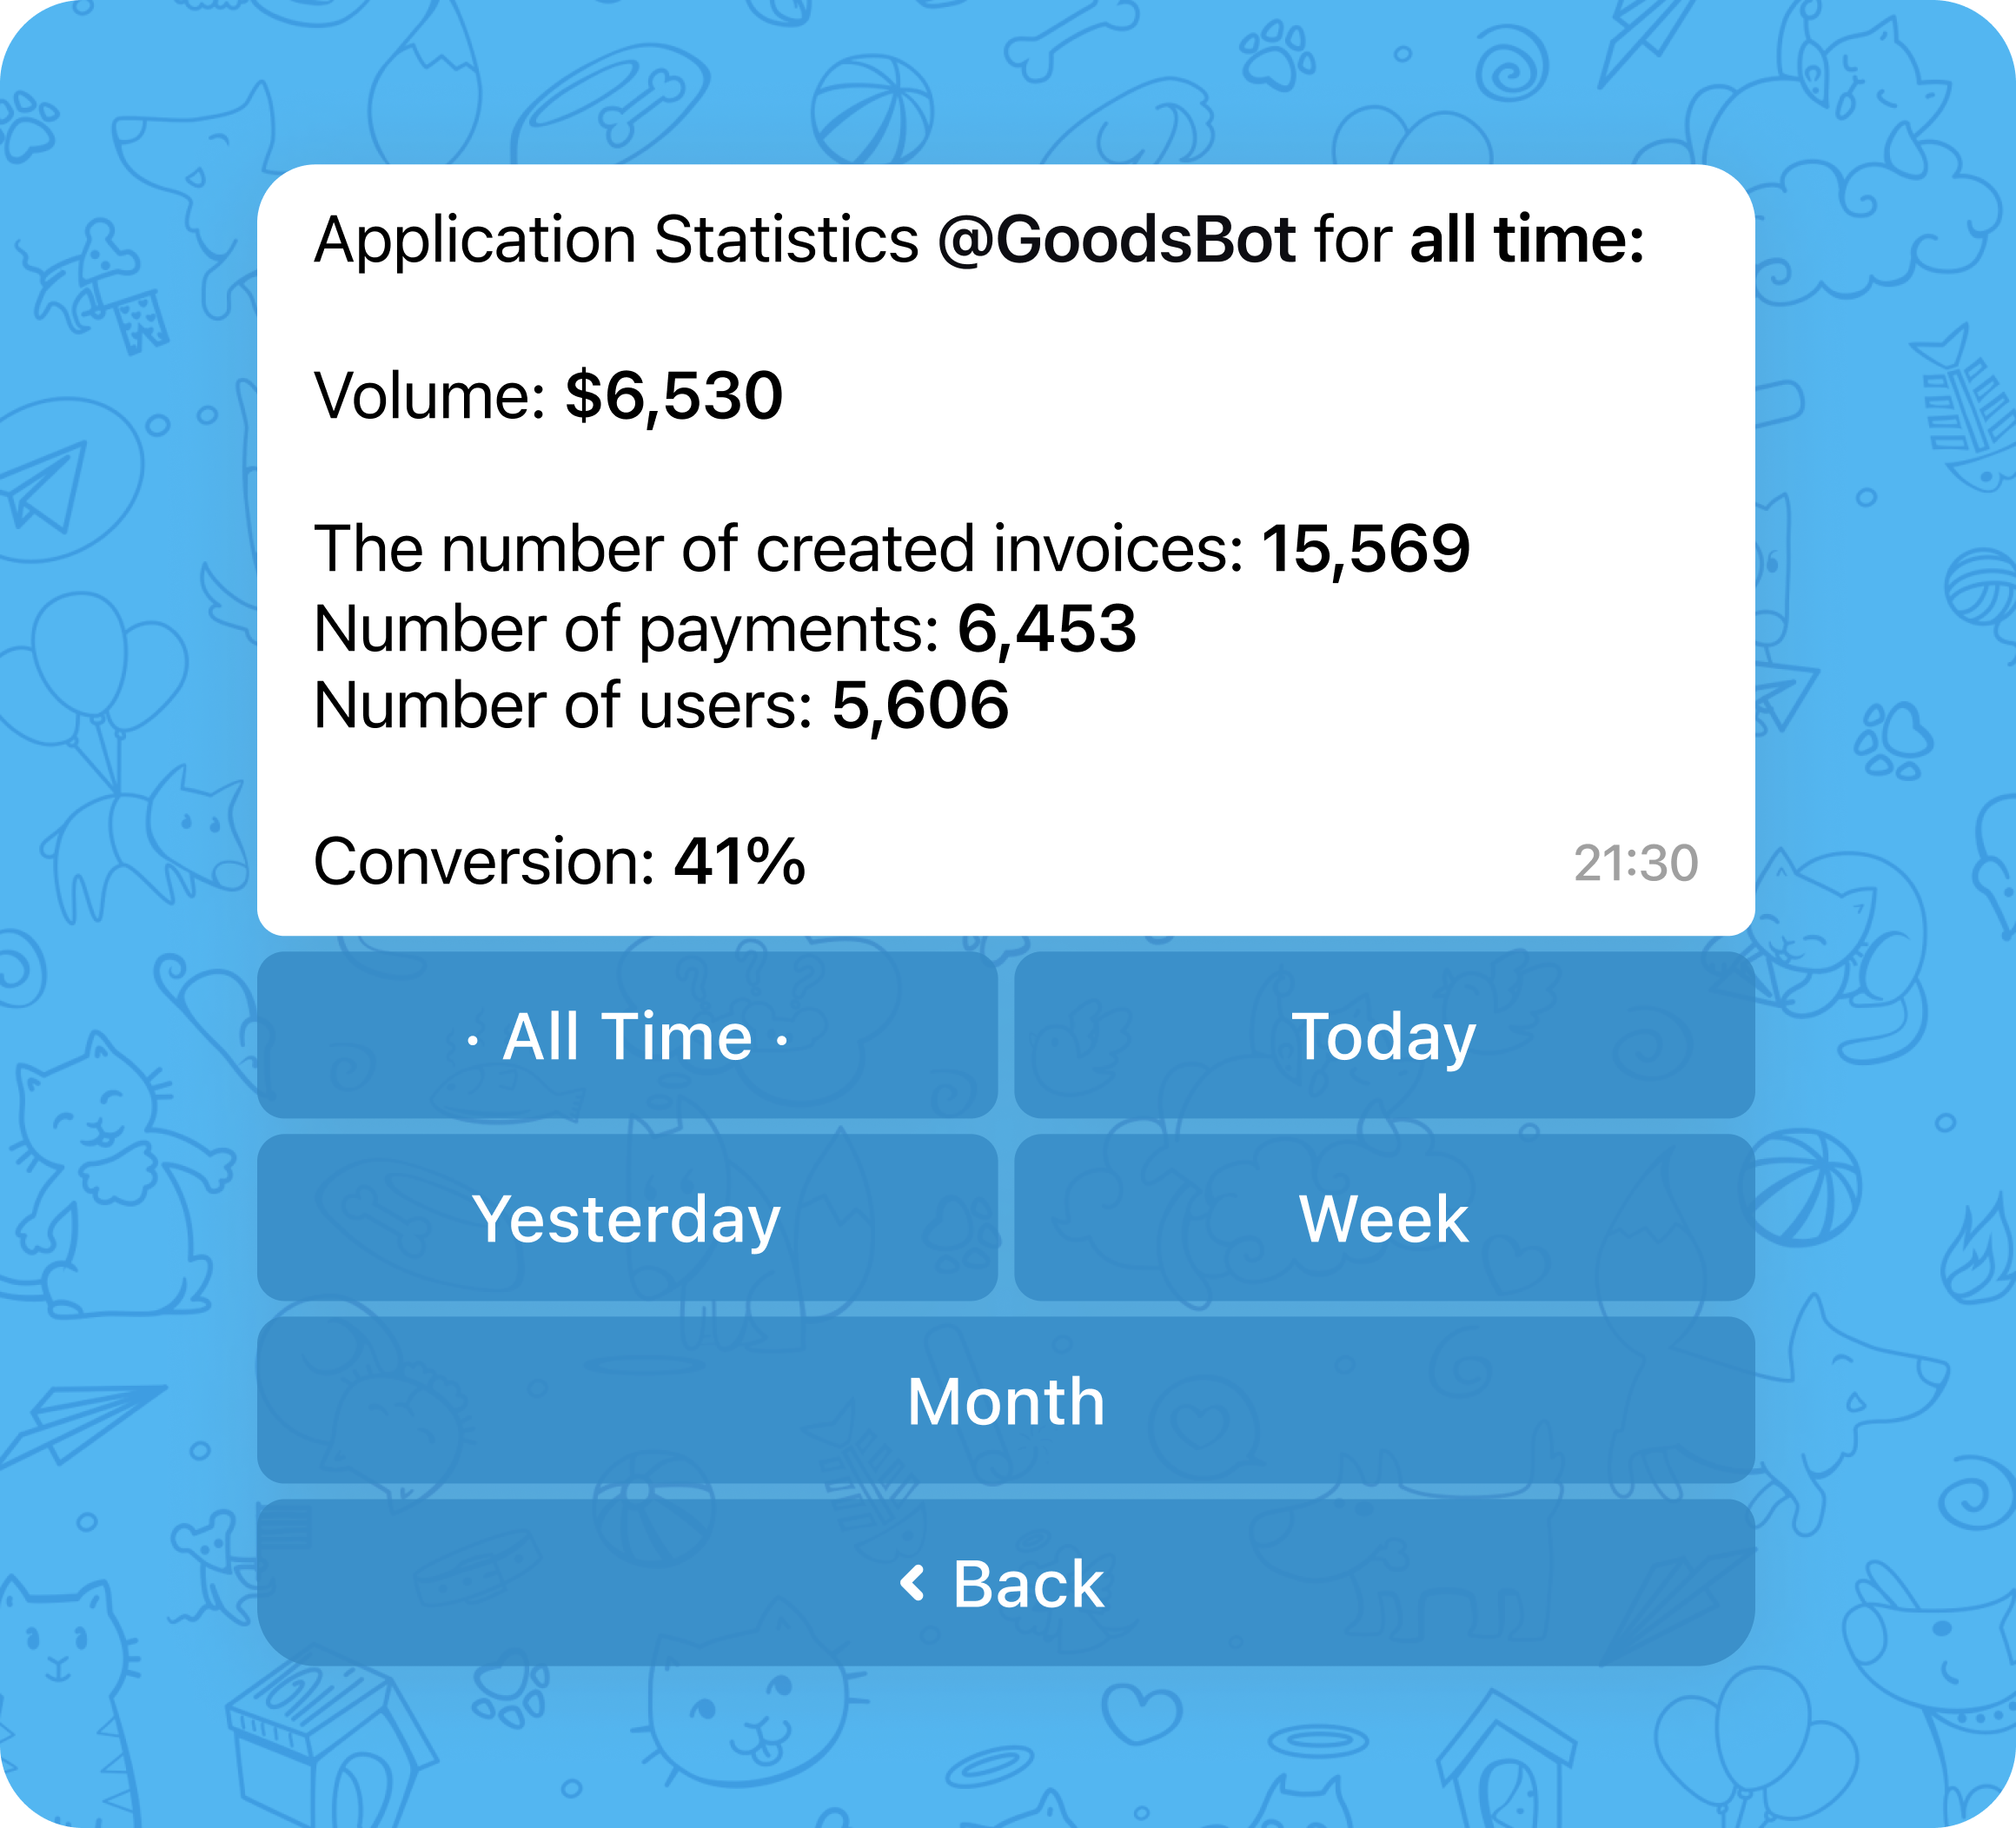 Application Statistics @GoodsBot for all time:
Volume: $6,530
The number of created invoices: 15,569
Number of payments: 6,453
Number of users: 5,606
Conversion: 41%
21:30
· All Time ·
Today
Yesterday
Week
Month
‹ Back